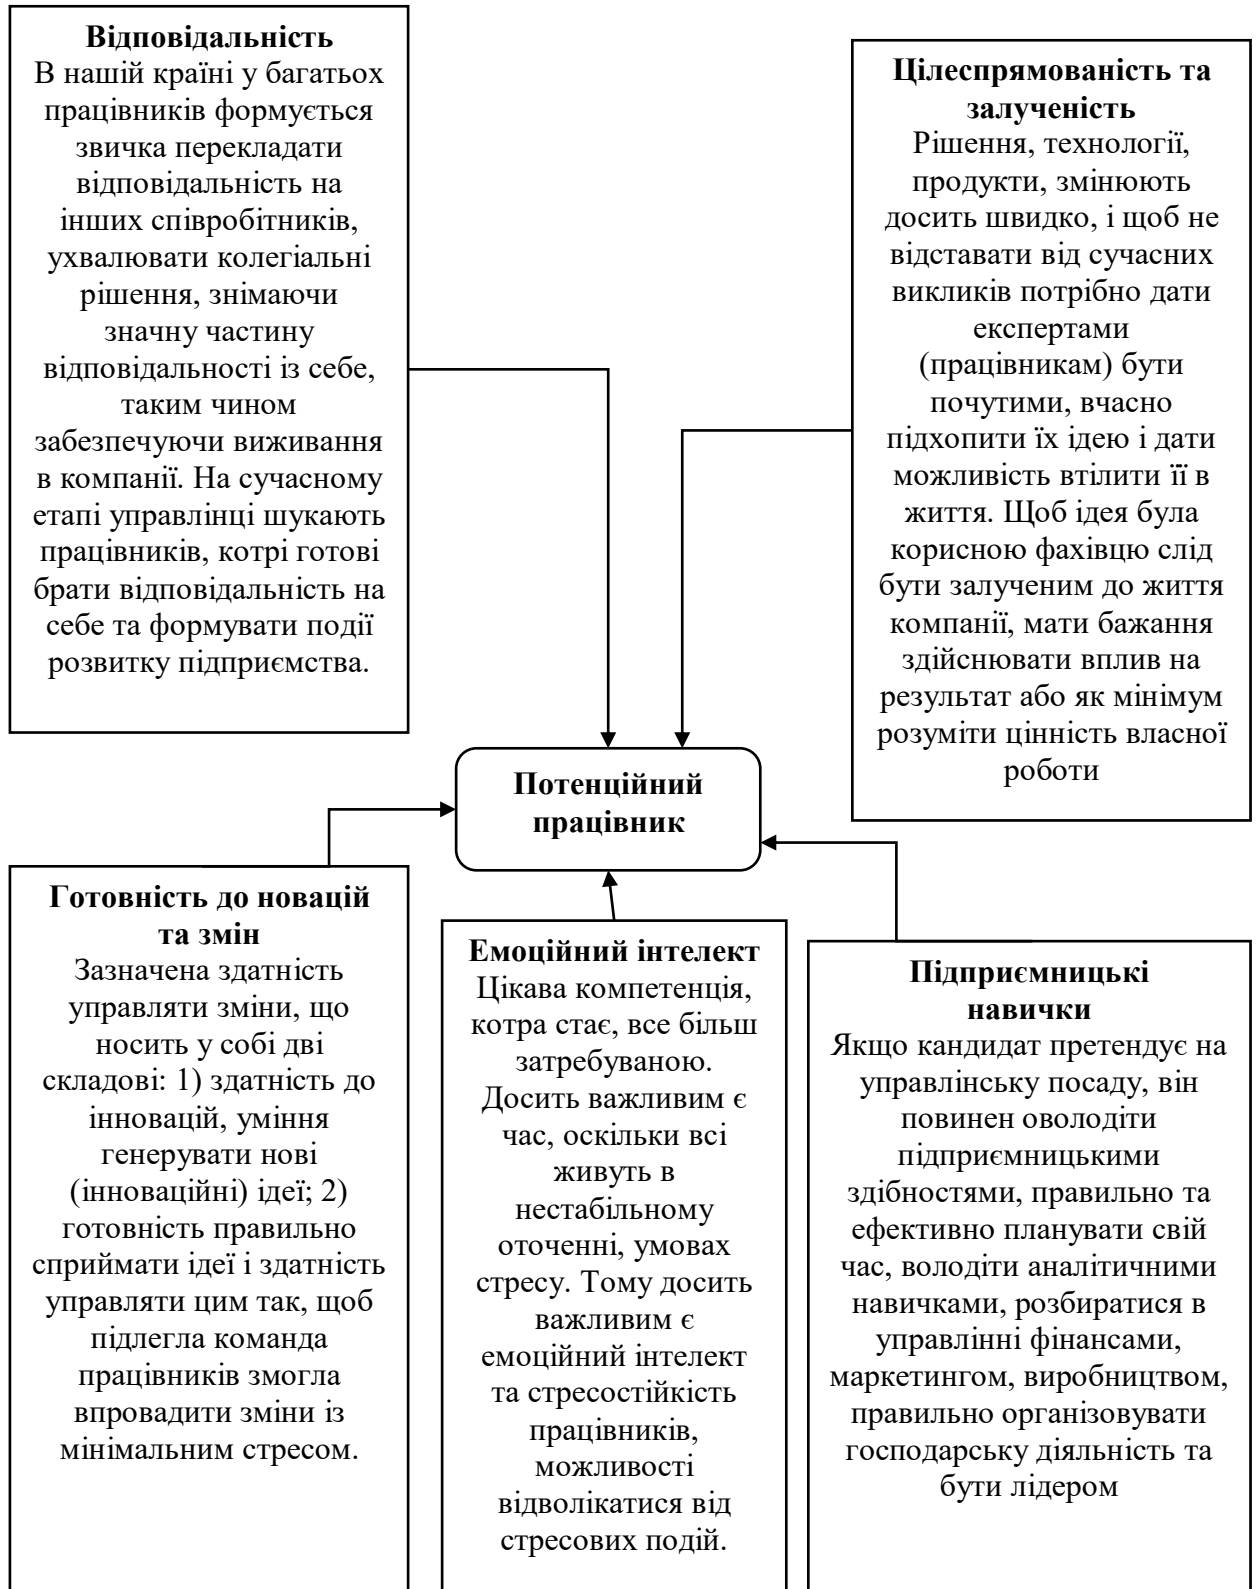 Відповідальність
В нашій країні у багатьох
працівників формується
звичка перекладати
відповідальність на
інших співробітників,
ухвалювати колегіальні
рішення, знімаючи
значну частину
відповідальності із себе,
таким чином
забезпечуючи виживання
в компанії. На сучасному
етапі управлінці шукають
працівників, котрі готові
брати відповідальність на
себе та формувати події
розвитку підприємства.
Цілеспрямованість та
залученість
Рішення, технології,
продукти, змінюють
досить швидко, і щоб не
відставати від сучасних
викликів потрібно дати
експертами
(працівникам) бути
почутими, вчасно
підхопити їх ідею і дати
можливість втілити її в
життя. Щоб ідея була
корисною фахівцю слід
бути залученим до життя
компанії, мати бажання
здійснювати вплив на
результат або як мінімум
розуміти цінність власної
роботи
Потенційний
працівник
Готовність до новацій
та змін
Зазначена здатність
управляти зміни, що
носить у собі дві
складові: 1) здатність до
інновацій, уміння
генерувати нові
(інноваційні) ідеї; 2)
готовність правильно
сприймати ідеї і здатність
управляти цим так, щоб
підлегла команда
працівників змогла
впровадити зміни із
мінімальним стресом.
Емоційний інтелект
Цікава компетенція,
котра стає, все більш
затребуваною.
Досить важливим є
час, оскільки всі
живуть в
нестабільному
оточенні, умовах
стресу. Тому досить
важливим є
емоційний інтелект
та стресостійкість
працівників,
можливості
відволікатися від
стресових подій.
Підприємницькі
навички
Якщо кандидат претендує на
управлінську посаду, він
повинен оволодіти
підприємницькими
здібностями, правильно та
ефективно планувати свій
час, володіти аналітичними
навичками, розбиратися в
управлінні фінансами,
маркетингом, виробництвом,
правильно організовувати
господарську діяльність та
бути лідером